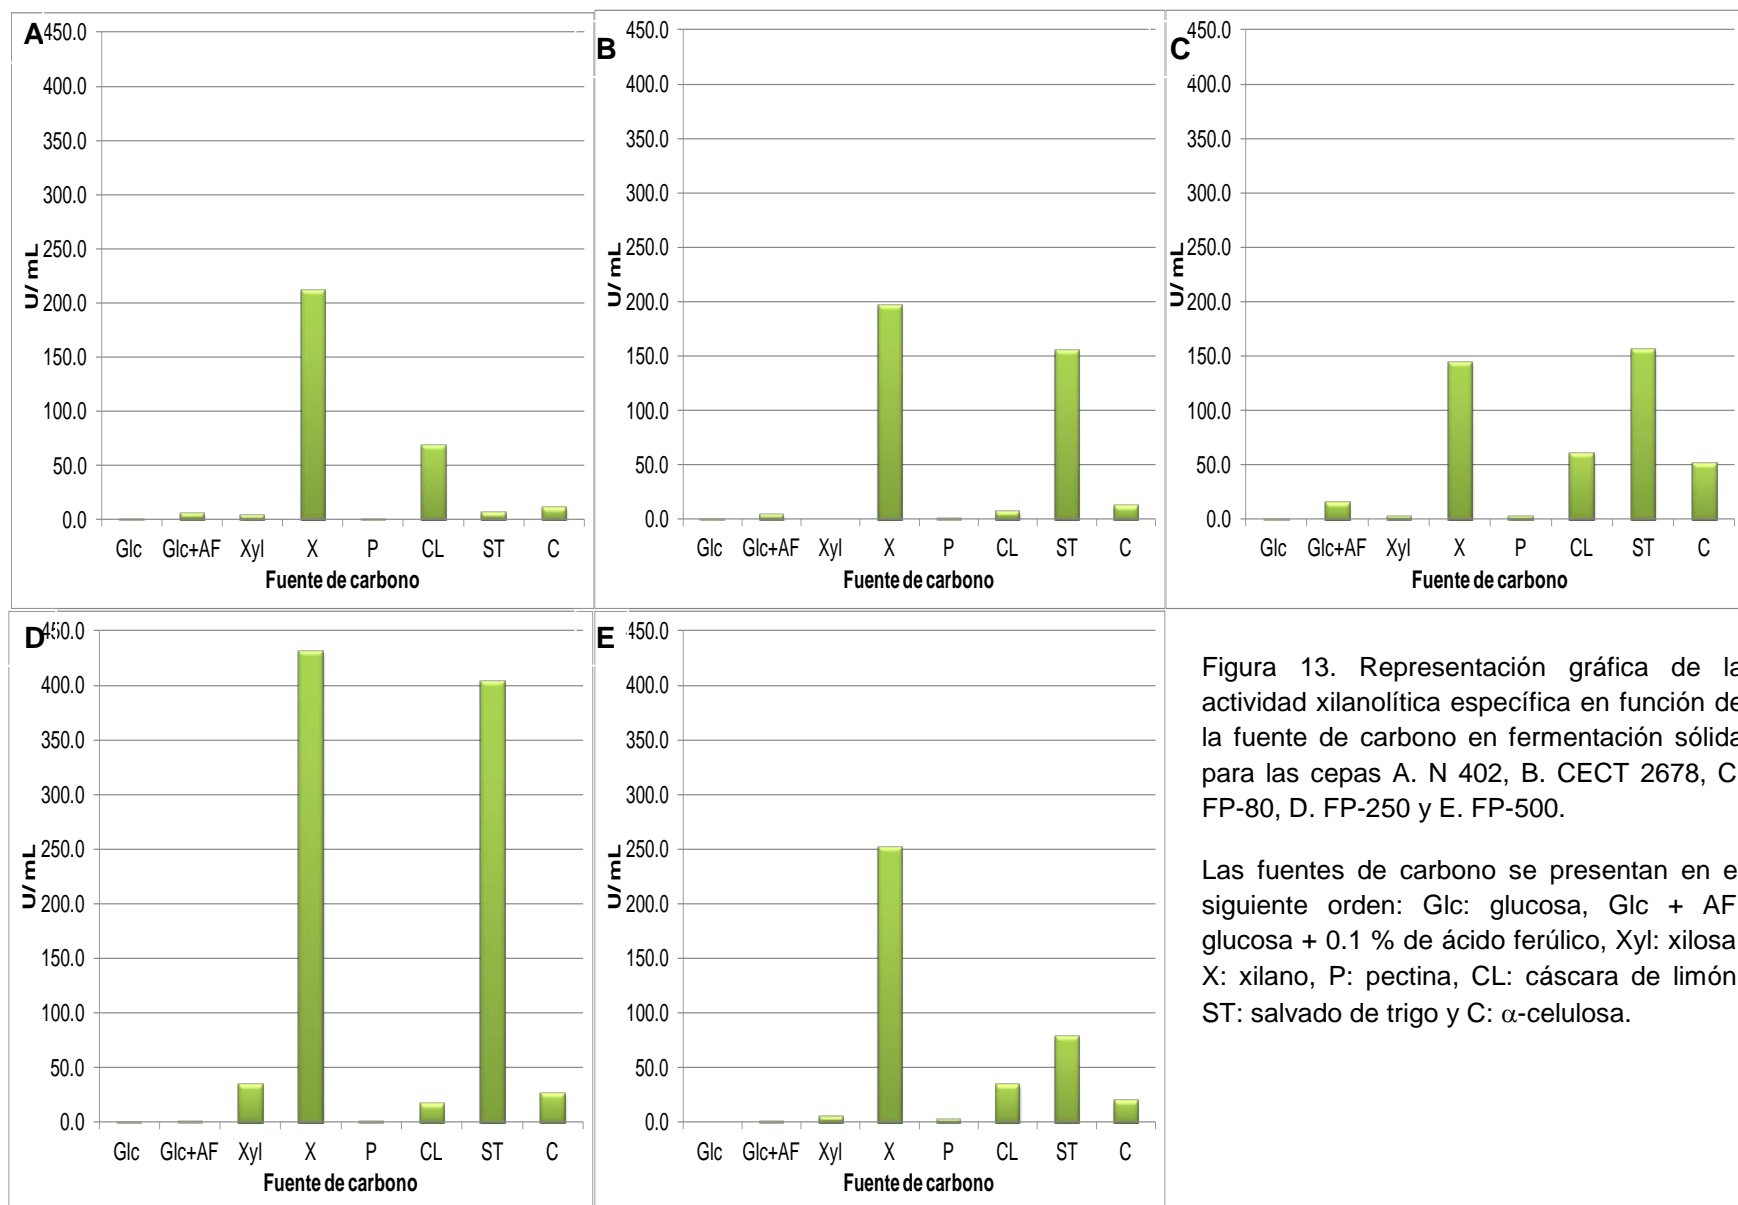 A
450.0
400.0
350.0
300.0
250.0
200.0
150.0
100.0
50.0
0.0
U/ mL
Glc Glc+AF Xyl X P CL ST C
Fuente de carbono
B
450.0
400.0
350.0
300.0
250.0
200.0
150.0
100.0
50.0
0.0
U/ mL
Glc Glc+AF Xyl X P CL ST C
Fuente de carbono
C
450.0
400.0
350.0
300.0
250.0
200.0
150.0
100.0
50.0
0.0
U/ mL
Glc Glc+AF Xyl X P CL ST C
Fuente de carbono
D
450.0
400.0
350.0
300.0
250.0
200.0
150.0
100.0
50.0
0.0
U/ mL
Glc Glc+AF Xyl X P CL ST C
Fuente de carbono
E
450.0
400.0
350.0
300.0
250.0
200.0
150.0
100.0
50.0
0.0
U/ mL
Glc Glc+AF Xyl X P CL ST C
Fuente de carbono
Figura 13. Representación gráfica de la
actividad xilanolítica específica en función de
la fuente de carbono en fermentación sólida
para las cepas A. N 402, B. CECT 2678, C
FP-80, D. FP-250 y E. FP-500.
Las fuentes de carbono se presentan en e
siguiente orden: Glc: glucosa, Glc + AF
glucosa + 0.1 % de ácido ferúlico, Xyl: xilosa
X: xilano, P: pectina, CL: cáscara de limón
ST: salvado de trigo y C: α-celulosa.